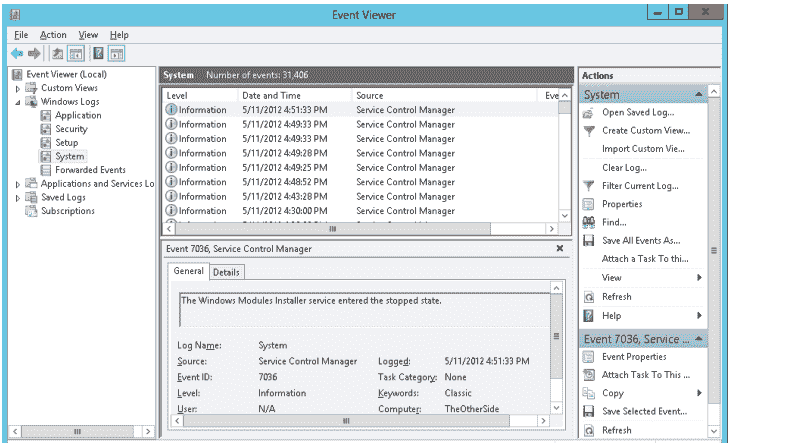 Event Viewer
File Action View Help
Event Viewer (Local)
Custom Views
Windows Logs
Application
Security
Setup
System
Forwarded Events
Applications and Services Lo
Saved Logs
Subscriptions
System Number of events: 31,406
Level Date and Time Source Eve
Information 5/11/2012 4:51:33 PM Service Control Manager
Information 5/11/2012 4:49:33 PM Service Control Manager
Information 5/11/2012 4:49:33 PM Service Control Manager
Information 5/11/2012 4:49:28 PM Service Control Manager
Information 5/11/2012 4:49:25 PM Service Control Manager
Information 5/11/2012 4:48:52 PM Service Control Manager
Information 5/11/2012 4:43:28 PM Service Control Manager
Information 5/11/2012 4:30:00 PM Service Control Manager
Event 7036, Service Control Manager
General Details
The Windows Modules Installer service entered the stopped state.
Log Name: System
Source: Service Control Manager Logged: 5/11/2012 4:51:33 PM
Event ID: 7036 Task Category: None
Level: Information Keywords: Classic
User: N/A Computer: TheOtherSide
Actions
System
Open Saved Log...
Create Custom View...
Import Custom Vie...
Clear Log...
Filter Current Log...
Properties
Find...
Save All Events As...
Attach a Task To thi...
View
Refresh
Help
Event 7036, Service ...
Event Properties
Attach Task To This ...
Copy
Save Selected Event...
Refresh